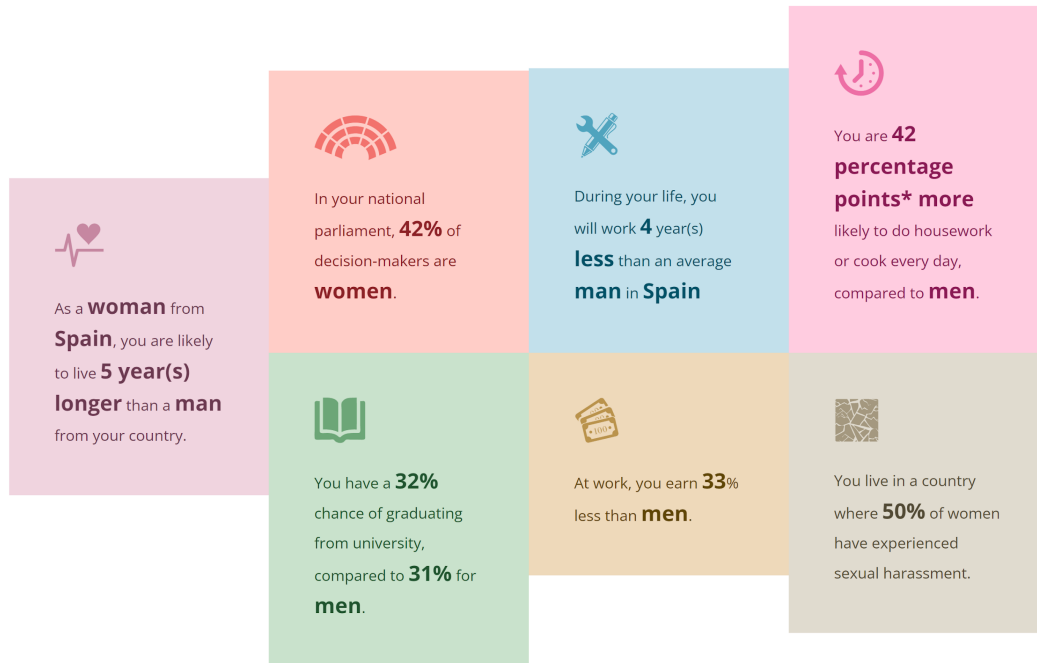 As a woman from
Spain, you are likely
to live 5 year(s)
longer than a man
from your country.
In your national
parliament, 42% of
decision-makers are
women.
During your life, you
will work 4 year(s)
less than an average
man in Spain
You are 42
percentage
points* more
likely to do housework
or cook every day,
compared to men.
You have a 32%
chance of graduating
from university,
compared to 31% for
men.
100
At work, you earn 33%
less than men.
You live in a country
where 50% of women
have experienced
sexual harassment.